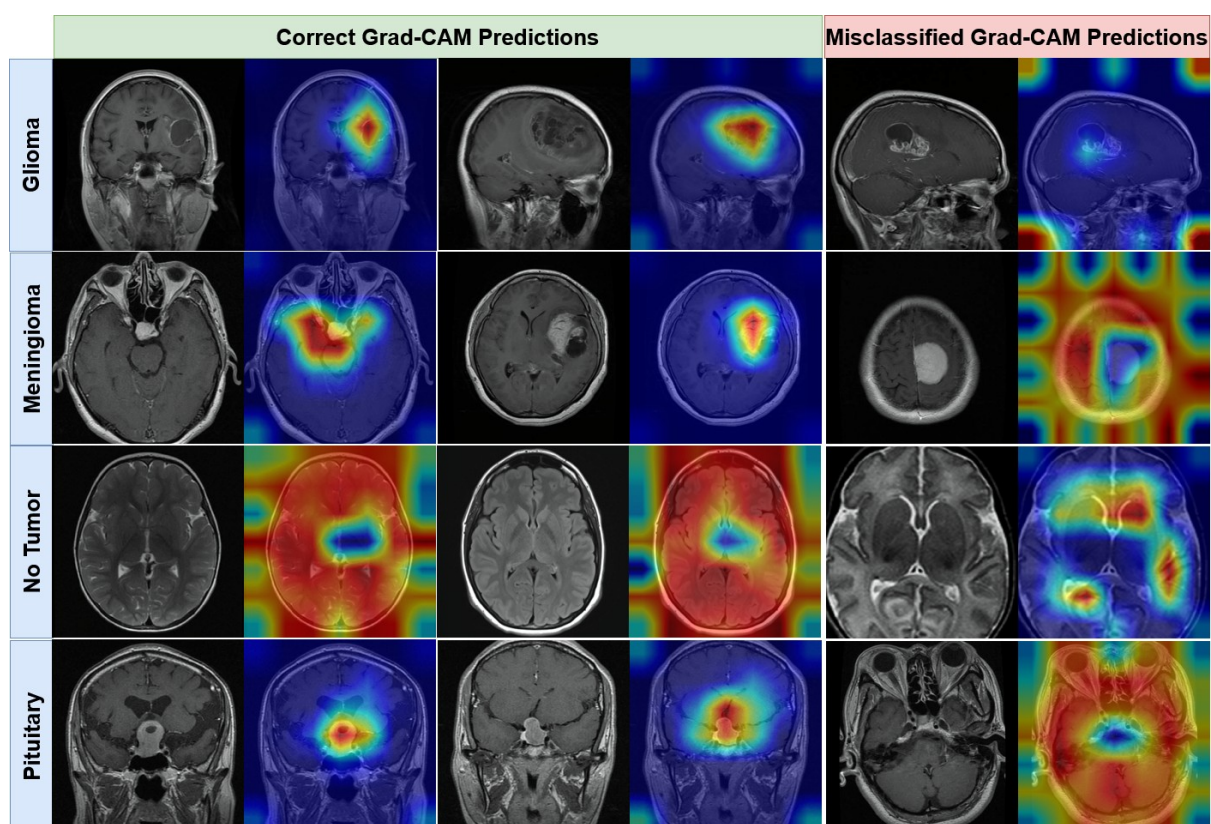 Correct Grad-CAM Predictions
Misclassified Grad-CAM Predictions
Glioma
Meningioma
No Tumor
Pituitary